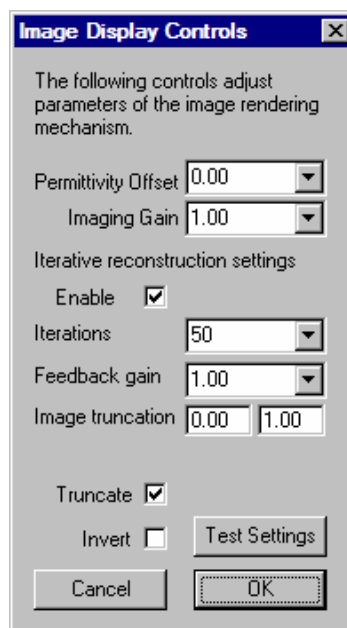 Image Display Controls
The following controls adjust
parameters of the image rendering
mechanism.
Permittivity Offset 0.00
Imaging Gain 1.00
Iterative reconstruction settings
Enable
Iterations 50
Feedback gain 1.00
Image truncation 0.00 1.00
Truncate
Invert Test Settings
Cancel OK